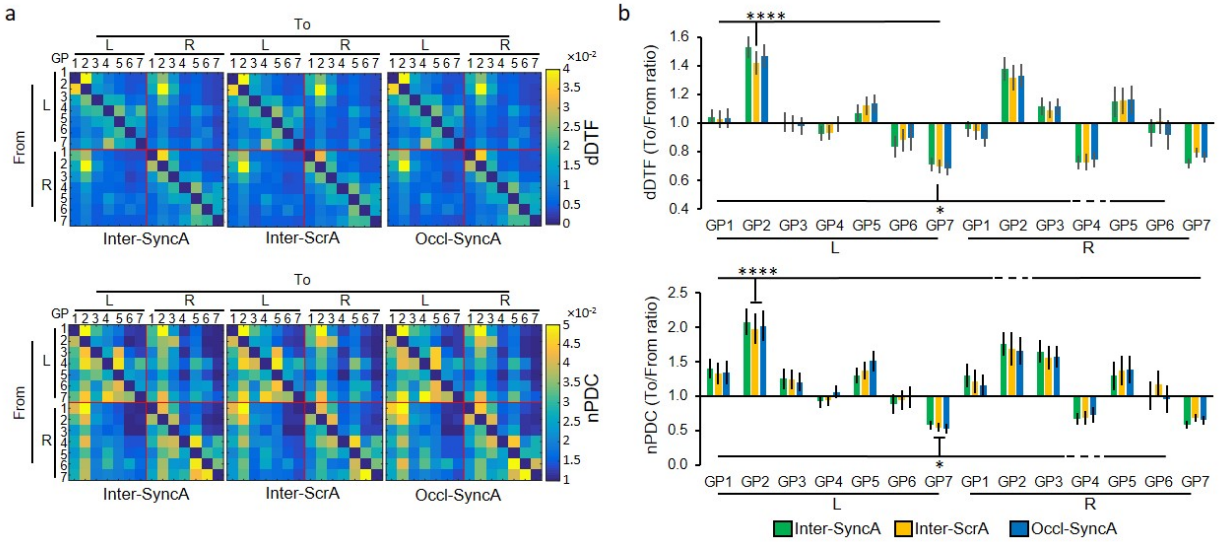 a
To
L R L R L R
GP 1 2 3 4 5 6 7 1 2 3 4 5 6 7 1 2 3 4 5 6 7 1 2 3 4 5 6 7 1 2 3 4 5 6 7 1 2 3 4 5 6 7
×10-2
From
L
1
2
3
4
5
6
7
R
1
2
3
4
5
6
7
4
3.5
3
2.5
2
1.5
1
0.5
0
dDTF
Inter-SyncA Inter-ScrA Occl-SyncA
To
L R L R L R
GP 1 2 3 4 5 6 7 1 2 3 4 5 6 7 1 2 3 4 5 6 7 1 2 3 4 5 6 7 1 2 3 4 5 6 7 1 2 3 4 5 6 7
×10-2
From
L
1
2
3
4
5
6
7
R
1
2
3
4
5
6
7
5
4.5
4
3.5
3
2.5
2
1.5
1
nPDC
Inter-SyncA Inter-ScrA Occl-SyncA
b
****
dDTF (To/From ratio)
1.6
1.4
1.2
1.0
0.8
0.6
0.4
*
GP1 GP2 GP3 GP4 GP5 GP6 GP7 GP1 GP2 GP3 GP4 GP5 GP6 GP7
L R
****
nPDC (To/From ratio)
2.5
2.0
1.5
1.0
0.5
0.0
*
GP1 GP2 GP3 GP4 GP5 GP6 GP7 GP1 GP2 GP3 GP4 GP5 GP6 GP7
L R
Inter-SyncA Inter-ScrA Occl-SyncA